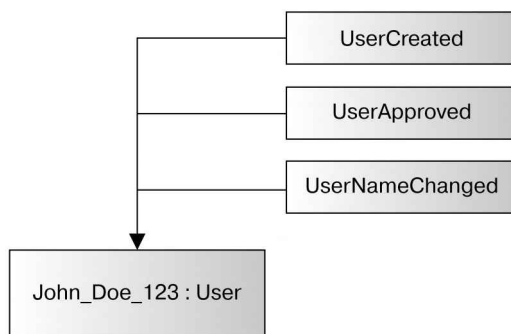 UserCreated
UserApproved
UserNameChanged
John_Doe_123 : User